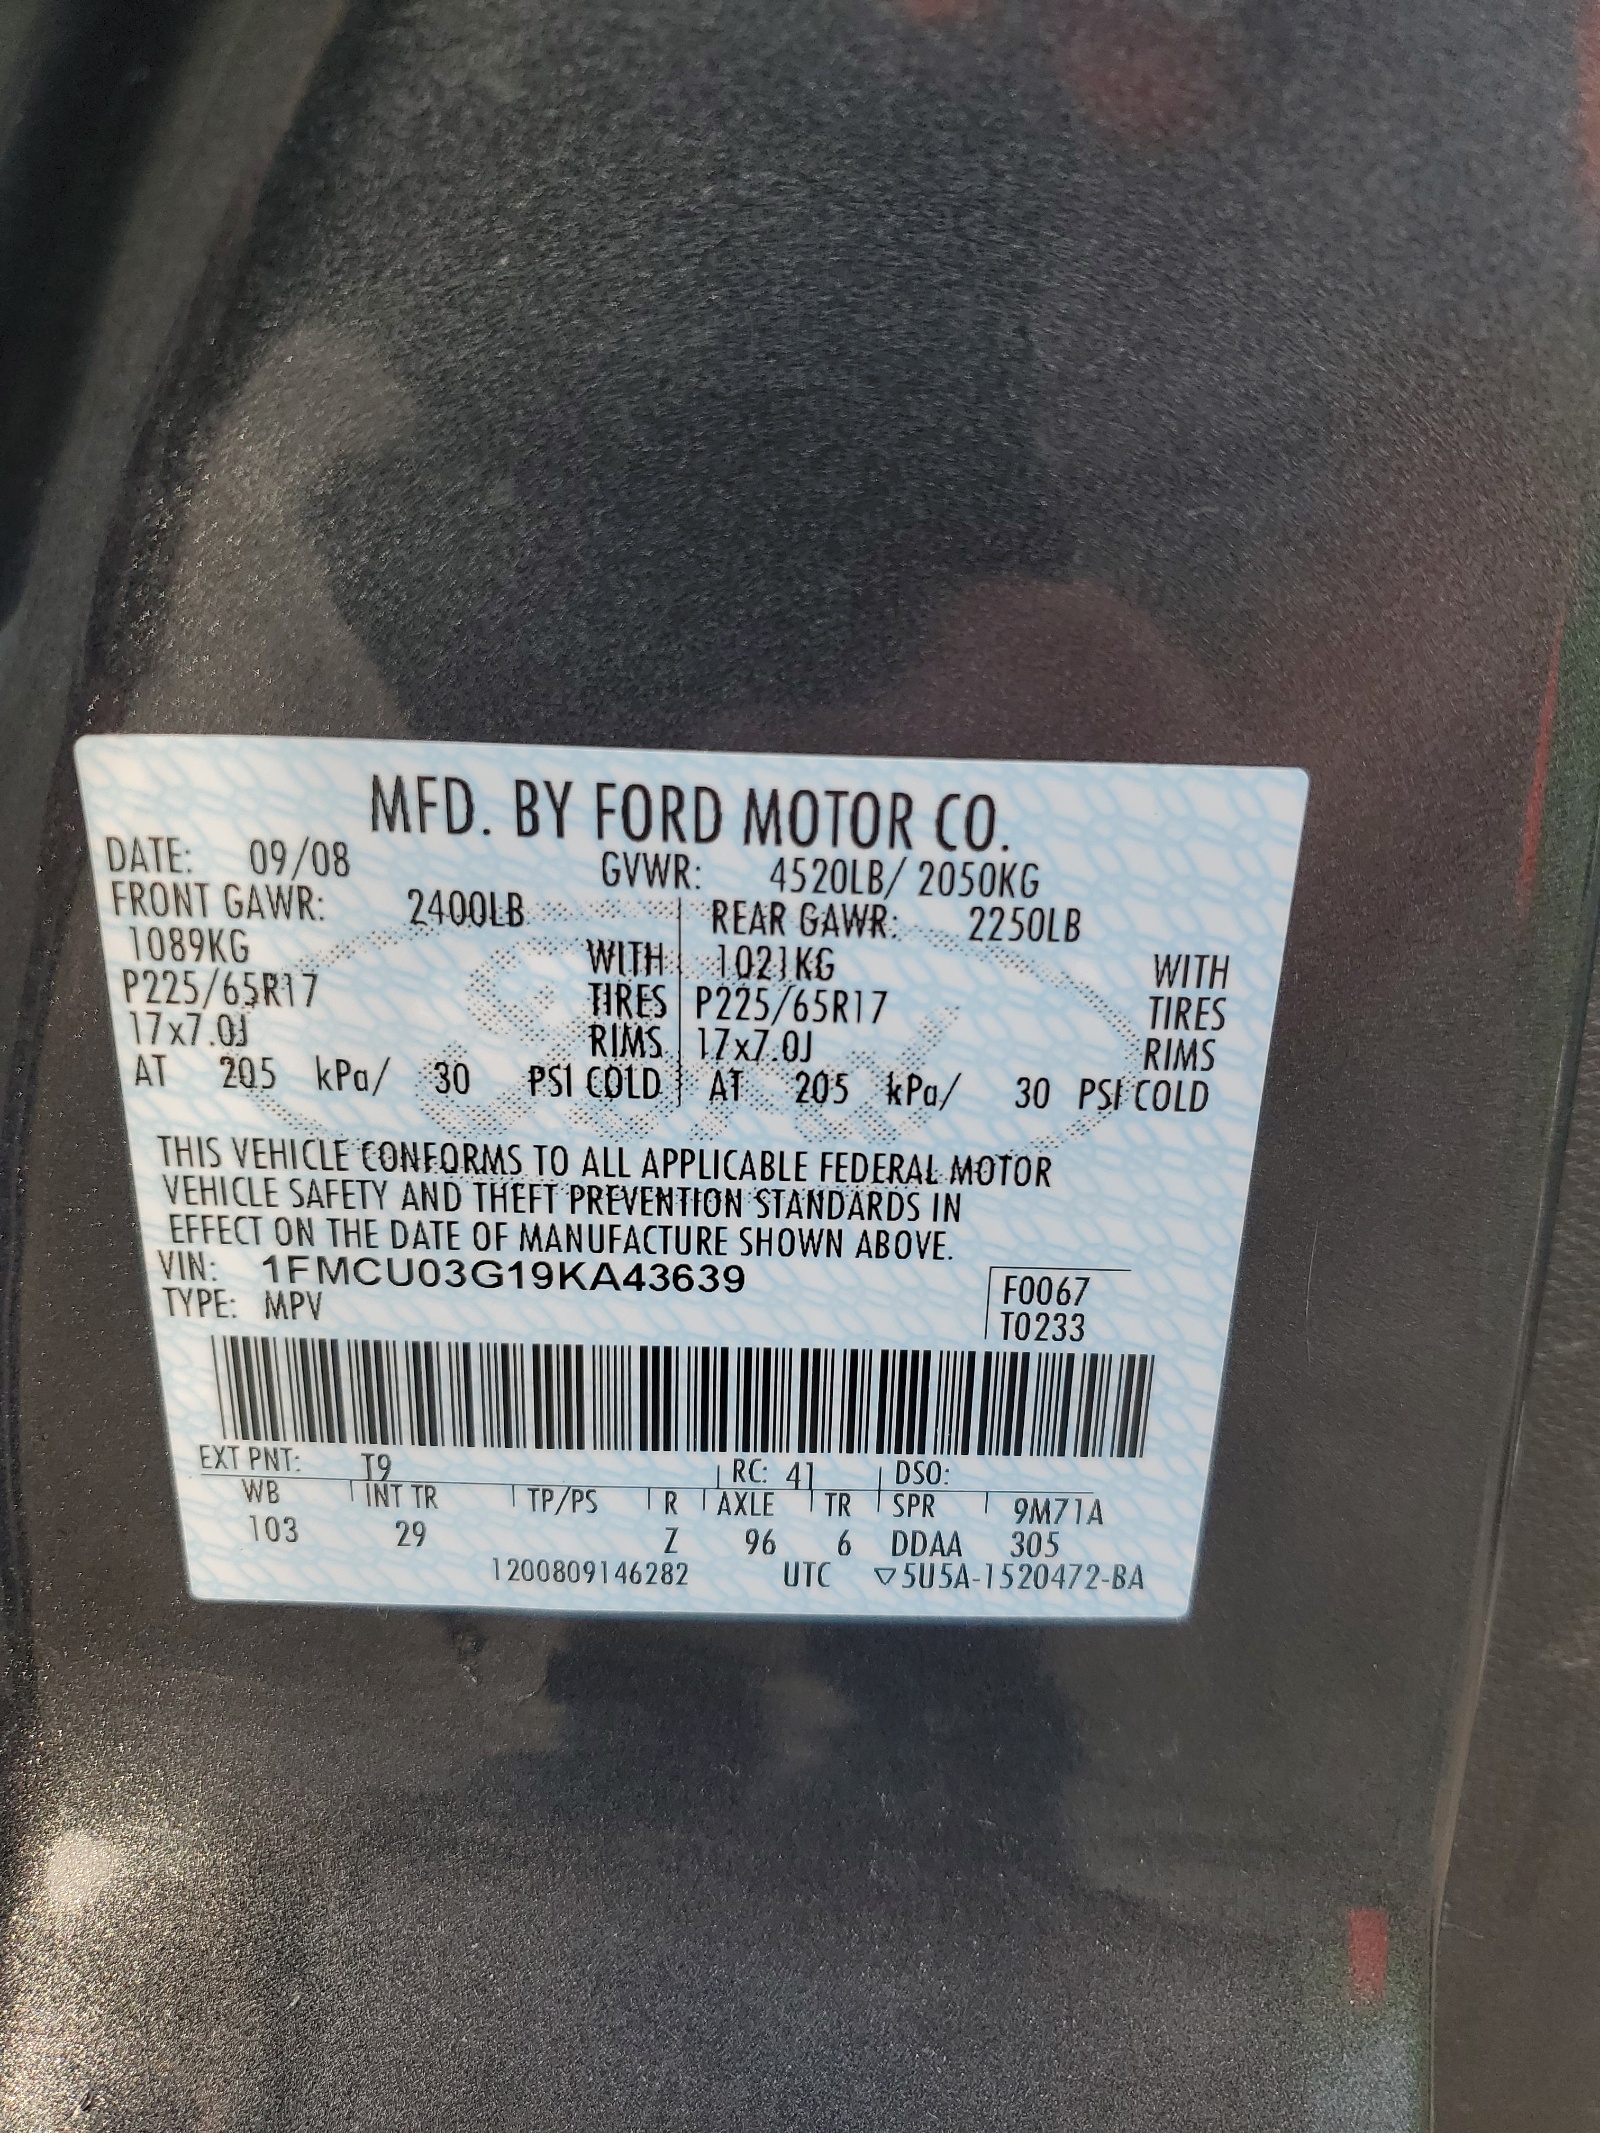 MFD. BY FORD MOTOR CO.
DATE: 09/08 GVWR: 4520LB/ 2050KG
FRONT GAWR: 2400LB REAR GAWR: 2250LB
1089KG WITH 1021KG WITH
P225/65R17 TIRES P225/65R17 TIRES
17x7.0J RIMS 17x7.0J RIMS
AT 205 kPa/ 30 PSI COLD AT 205 kPa/ 30 PSI COLD
THIS VEHICLE CONFORMS TO ALL APPLICABLE FEDERAL MOTOR
VEHICLE SAFETY AND THEFT PREVENTION STANDARDS IN
EFFECT ON THE DATE OF MANUFACTURE SHOWN ABOVE.
VIN: 1FMCU03G19KA43639 F0067
TYPE: MPV T0233
EXT PNT: T9 RC: 41 DSO:
WB INT TR TP/PS R AXLE TR SPR 9M71A
103 29 Z 96 6 DDAA 305
1200809146282 UTC ▽5U5A-1520472-BA